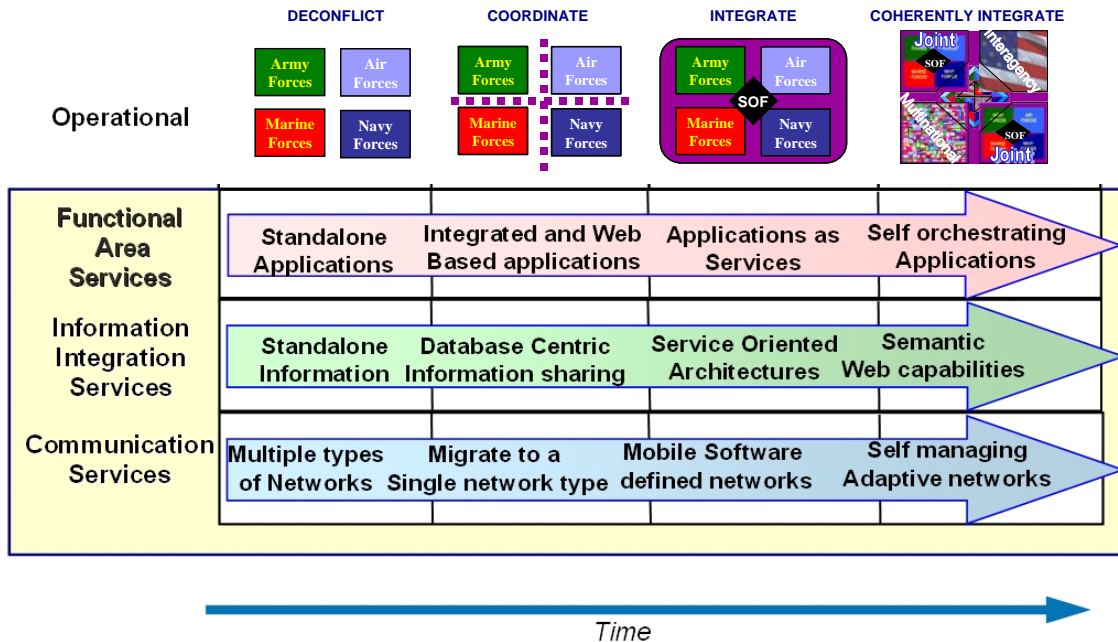 DECONFLICT
COORDINATE
INTEGRATE
COHERENTLY INTEGRATE
Operational
Army
Forces
Air
Forces
Marine
Forces
Navy
Forces
Army
Forces
Air
Forces
Marine
Forces
Navy
Forces
Army
Forces
Air
Forces
SOF
Marine
Forces
Navy
Forces
Joint
SOF
Interagency
Multinational
SOF
Joint
Functional
Area
Services
Standalone
Applications
Integrated and Web
Based applications
Applications as
Services
Self orchestrating
Applications
Information
Integration
Services
Standalone
Information
Database Centric
Information sharing
Service Oriented
Architectures
Semantic
Web capabilities
Communication
Services
Multiple types
of Networks
Migrate to a
Single network type
Mobile Software
defined networks
Self managing
Adaptive networks
Time